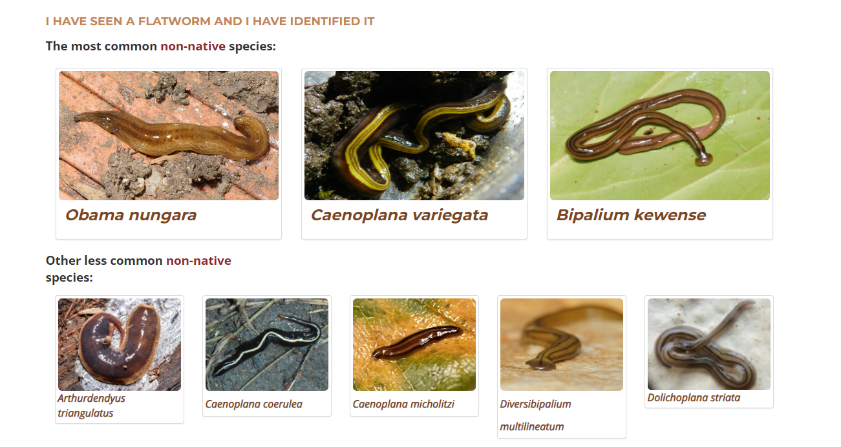 I HAVE SEEN A FLATWORM AND I HAVE IDENTIFIED IT
The most common non-native species:
Obama nungara
Caenoplana variegata
Bipalium kewense
Other less common non-native
species:
Arthurdendyus
triangulatus
Caenoplana coerulea
Caenoplana micholitzi
Diversibipalium
multilineatum
Dolichoplana striata